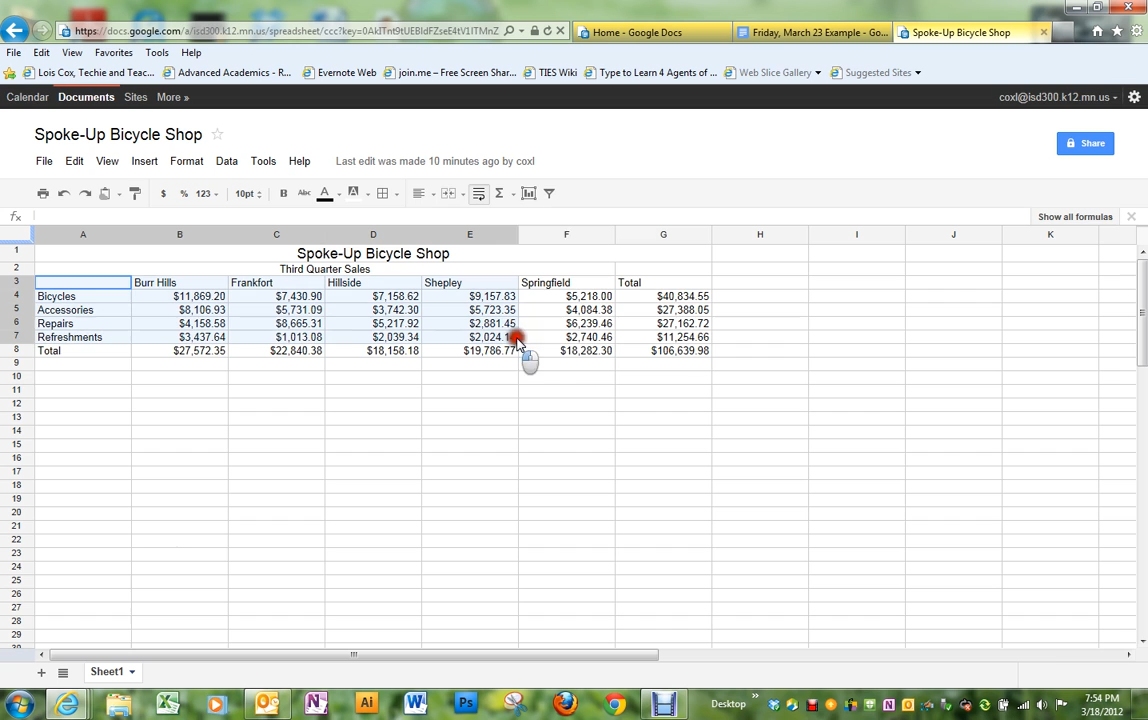 https://docs.google.com/a/isd300.k12.mn.us/spreadsheet/ccc?key=0AkITnt9tUEBIdFZseE4tV1ITMnZ
Home - Google Docs
Friday, March 23 Example - Go...
Spoke-Up Bicycle Shop
File Edit View Favorites Tools Help
Lois Cox, Techie and Teac... Advanced Academics - R... Evernote Web join.me – Free Screen Shar... TIES Wiki Type to Learn 4 Agents of ... Web Slice Gallery Suggested Sites
Calendar Documents Sites More »
coxl@isd300.k12.mn.us
Spoke-Up Bicycle Shop
Share
File Edit View Insert Format Data Tools Help Last edit was made 10 minutes ago by coxl
$ % 123 10pt B Abc A A Σ
fx Show all formulas
A B C D E F G H I J K
1 Spoke-Up Bicycle Shop
2 Third Quarter Sales
3 Burr Hills Frankfort Hillside Shepley Springfield Total
4 Bicycles $11,869.20 $7,430.90 $7,158.62 $9,157.83 $5,218.00 $40,834.55
5 Accessories $8,106.93 $5,731.09 $3,742.30 $5,723.35 $4,084.38 $27,388.05
6 Repairs $4,158.58 $8,665.31 $5,217.92 $2,881.45 $6,239.46 $27,162.72
7 Refreshments $3,437.64 $1,013.08 $2,039.34 $2,740.46 $11,254.66
8 Total $27,572.35 $22,840.38 $18,158.18 $19,786.77 $18,282.30 $106,639.98
9
10
11
12
13
14
15
16
17
18
19
20
21
22
23
24
25
26
27
28
29
Sheet1
Desktop
7:54 PM
3/18/2012